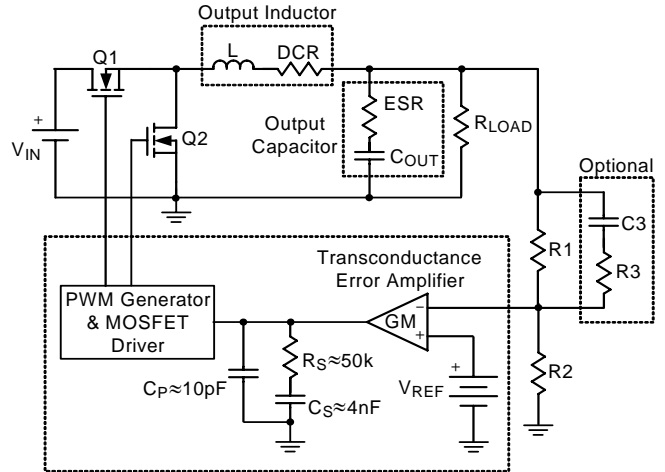 Output Inductor
Q1
L
DCR
+
V_IN
Q2
Output
Capacitor
ESR
C_OUT
R_LOAD
Optional
C3
R1
R3
R2
Transconductance
Error Amplifier
PWM Generator
& MOSFET
Driver
GM
−
+
R_S≈50k
C_P≈10pF
C_S≈4nF
+
V_REF